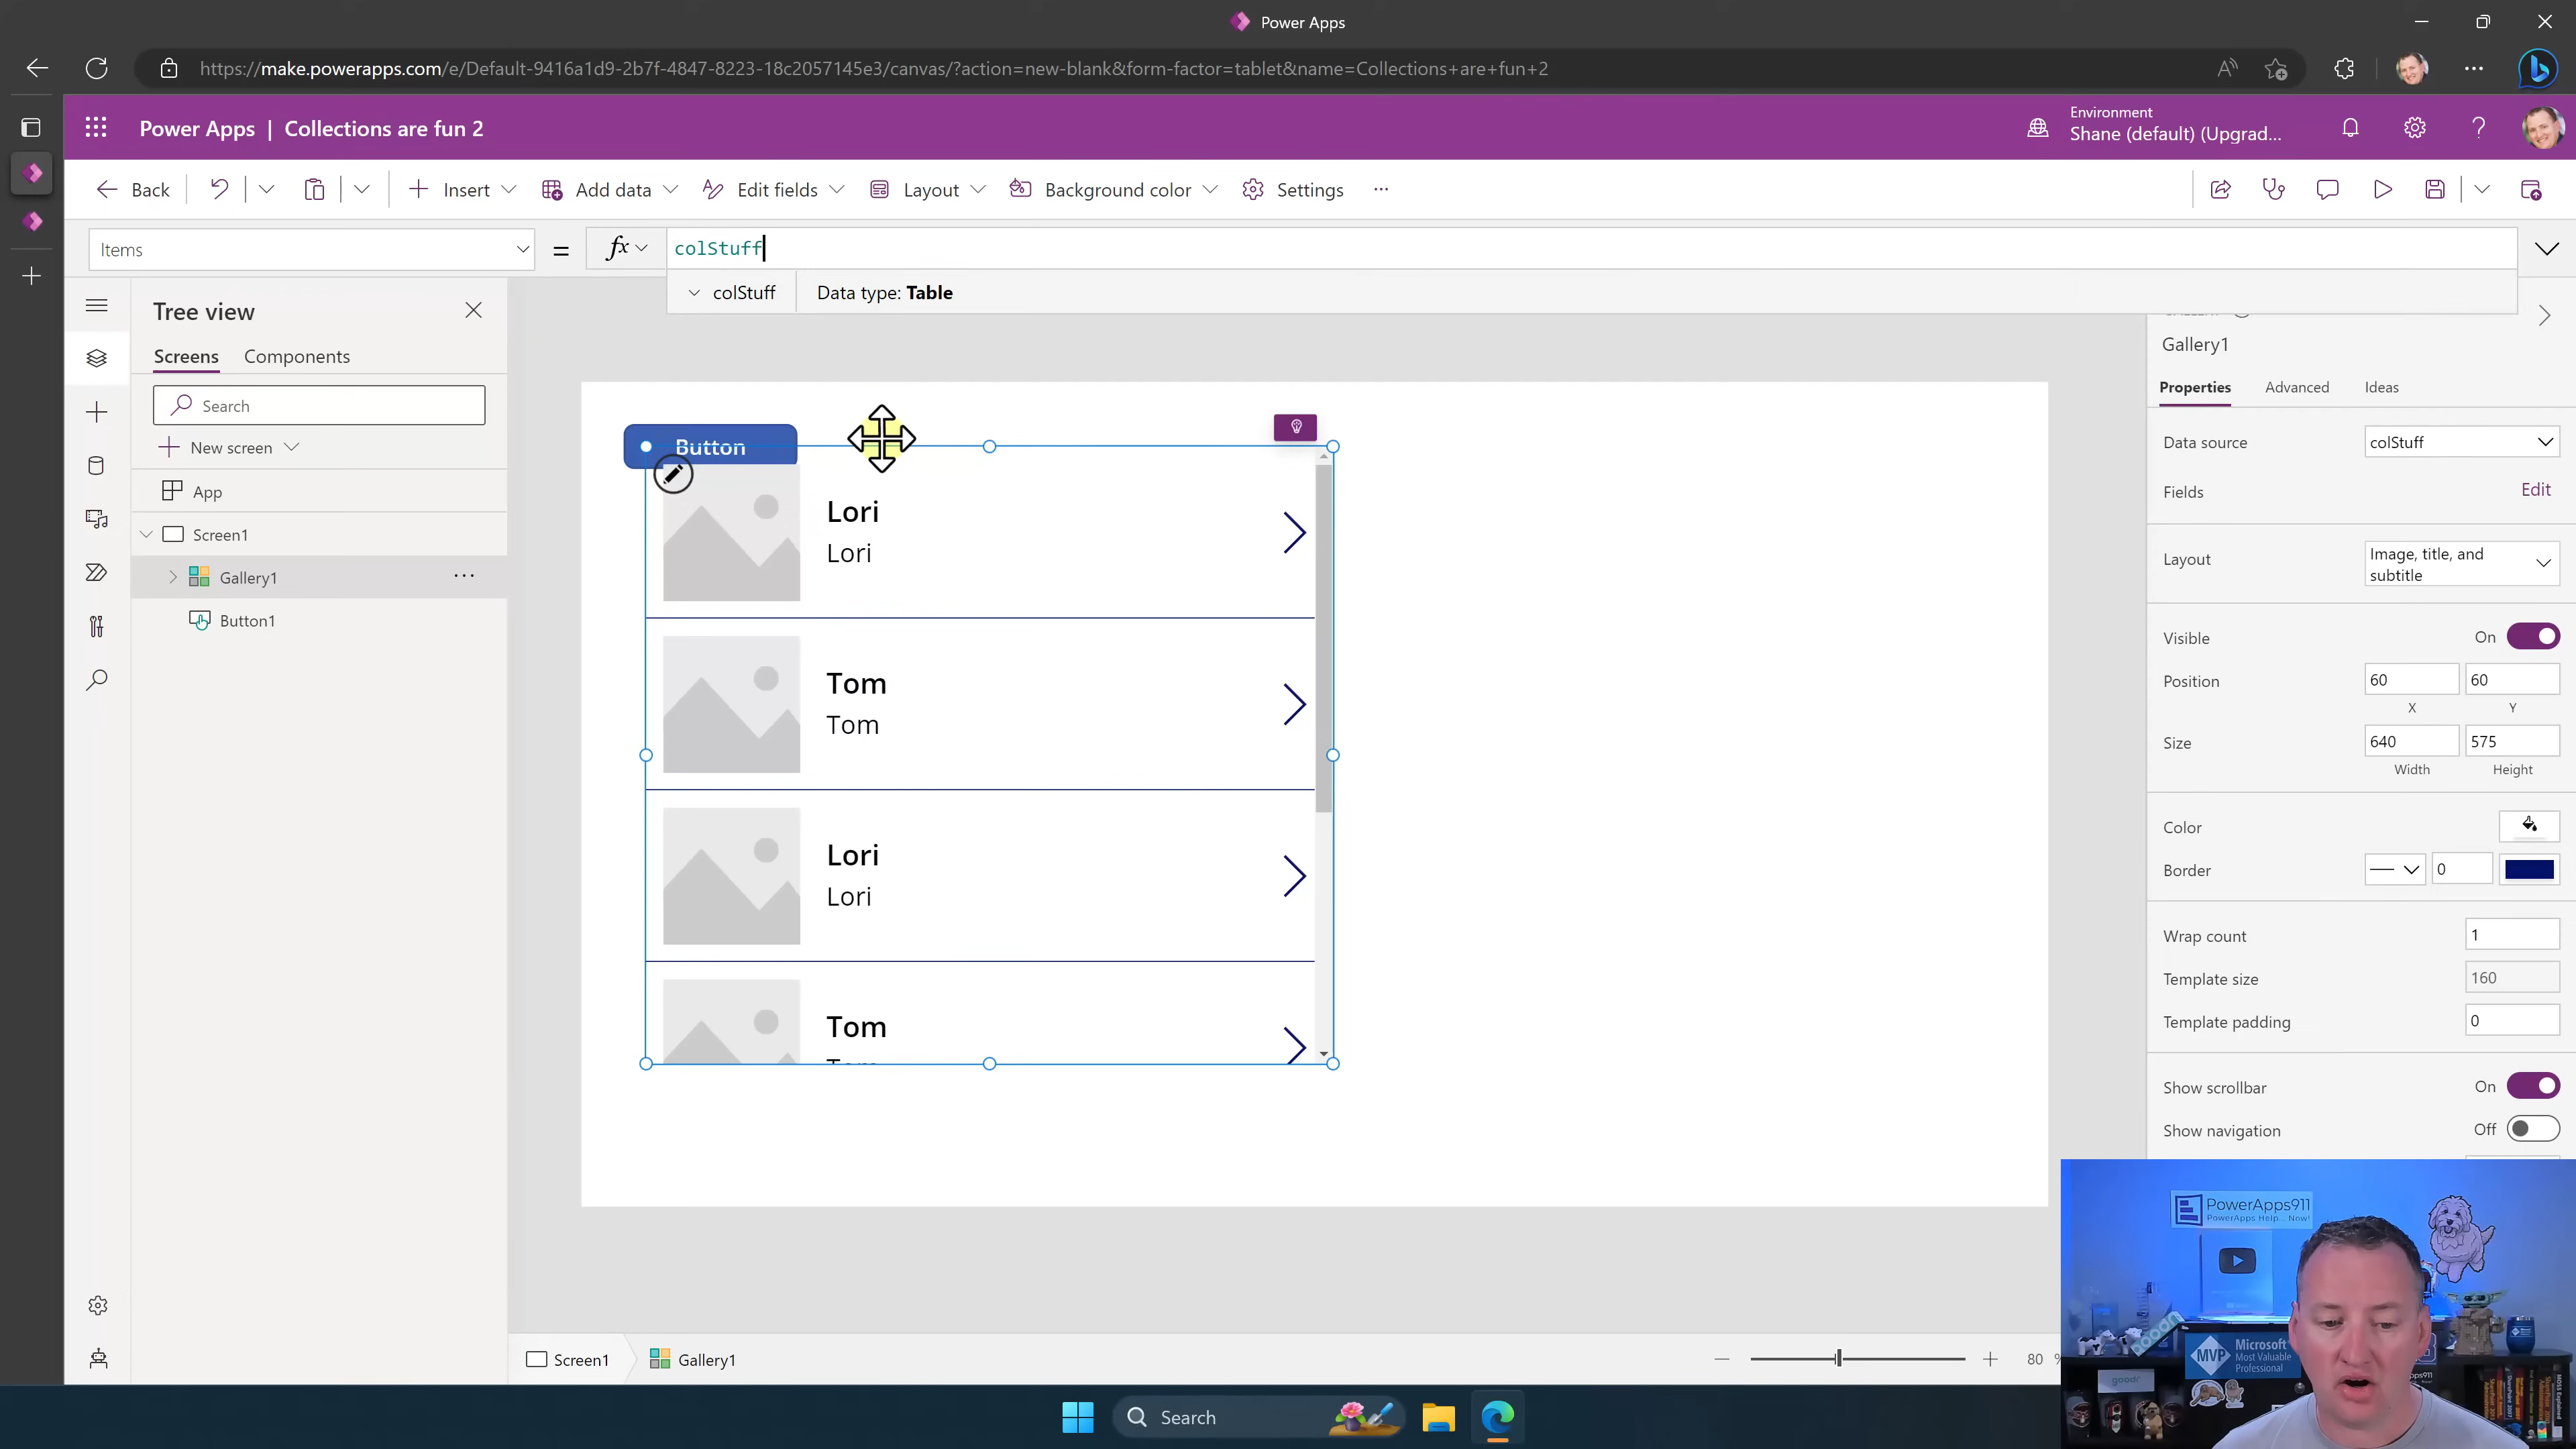 Power Apps
https://make.powerapps.com/e/Default-9416a1d9-2b7f-4847-8223-18c2057145e3/canvas/?action=new-blank&form-factor=tablet&name=Collections+are+fun+2
Power Apps | Collections are fun 2
Environment
Shane (default) (Upgrad...
Back
Insert
Add data
Edit fields
Layout
Background color
Settings
Items
=
fx
colStuff
colStuff
Data type: Table
Tree view
Screens
Components
Search
New screen
App
Screen1
Gallery1
Button1
Button
Lori
Lori
Tom
Tom
Lori
Lori
Tom
Gallery1
Properties
Advanced
Ideas
Data source
colStuff
Fields
Edit
Layout
Image, title, and
subtitle
Visible
On
Position
60
60
X
Y
Size
640
575
Width
Height
Color
Border
0
Wrap count
1
Template size
160
Template padding
0
Show scrollbar
On
Show navigation
Off
Screen1
Gallery1
80 %
PowerApps911
PowerApps Help... Now!
MVP
Microsoft
Most Valuable
Professional
Search